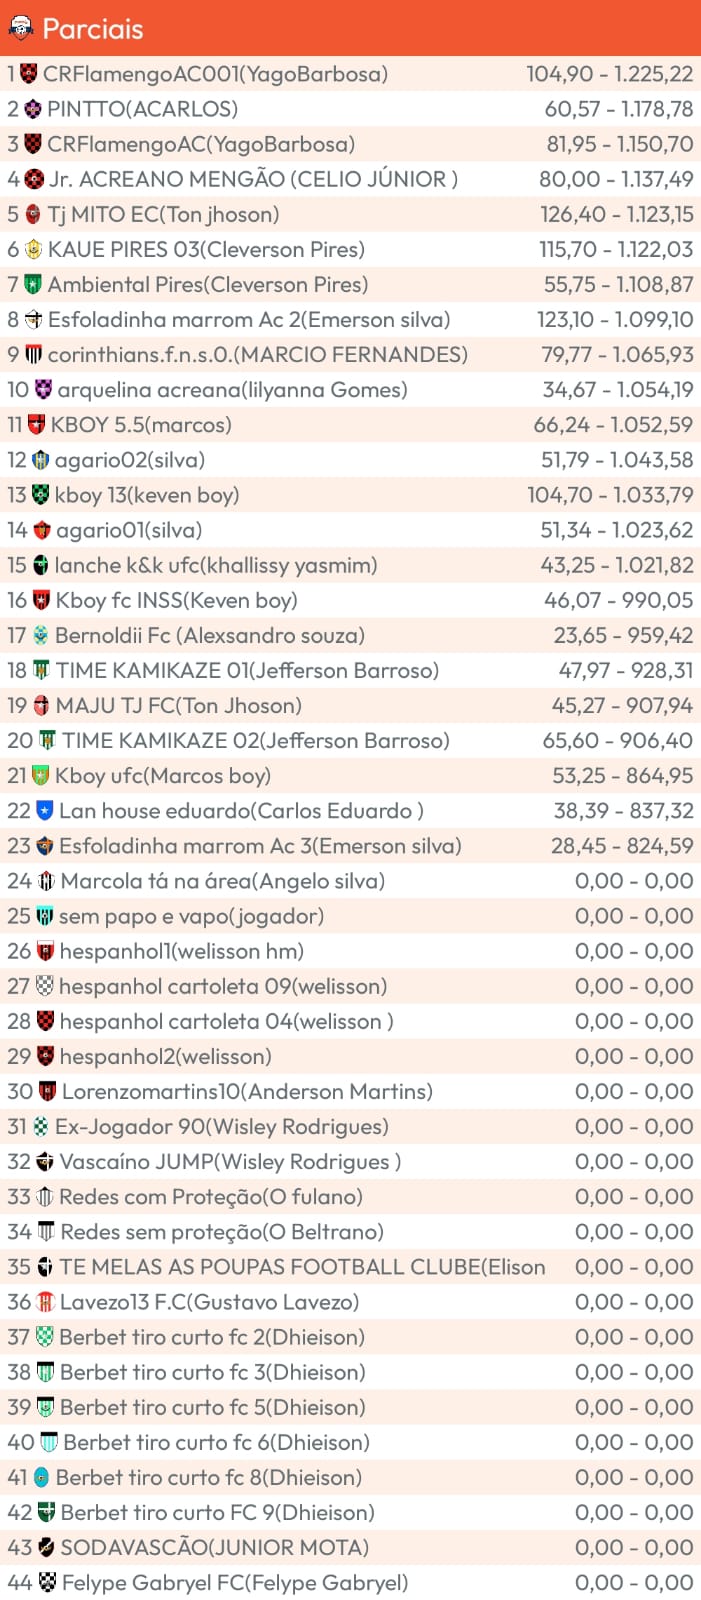 Parciais
1 CRFlamengoAC001(YagoBarbosa) 104,90 - 1.225,22
2 PINTTO(ACARLOS) 60,57 - 1.178,78
3 CRFlamengoAC(YagoBarbosa) 81,95 - 1.150,70
4 Jr. ACREANO MENGÃO (CELIO JÚNIOR ) 80,00 - 1.137,49
5 Tj MITO EC(Ton jhoson) 126,40 - 1.123,15
6 KAUE PIRES 03(Cleverson Pires) 115,70 - 1.122,03
7 Ambiental Pires(Cleverson Pires) 55,75 - 1.108,87
8 Esfoladinha marrom Ac 2(Emerson silva) 123,10 - 1.099,10
9 corinthians.f.n.s.0.(MARCIO FERNANDES) 79,77 - 1.065,93
10 arquelina acreana(lilyanna Gomes) 34,67 - 1.054,19
11 KBOY 5.5(marcos) 66,24 - 1.052,59
12 agario02(silva) 51,79 - 1.043,58
13 kboy 13(keven boy) 104,70 - 1.033,79
14 agario01(silva) 51,34 - 1.023,62
15 lanche k&k ufc(khallissy yasmim) 43,25 - 1.021,82
16 Kboy fc INSS(Keven boy) 46,07 - 990,05
17 Bernoldii Fc (Alexsandro souza) 23,65 - 959,42
18 TIME KAMIKAZE 01(Jefferson Barroso) 47,97 - 928,31
19 MAJU TJ FC(Ton Jhoson) 45,27 - 907,94
20 TIME KAMIKAZE 02(Jefferson Barroso) 65,60 - 906,40
21 Kboy ufc(Marcos boy) 53,25 - 864,95
22 Lan house eduardo(Carlos Eduardo ) 38,39 - 837,32
23 Esfoladinha marrom Ac 3(Emerson silva) 28,45 - 824,59
24 Marcola tá na área(Angelo silva) 0,00 - 0,00
25 sem papo e vapo(jogador) 0,00 - 0,00
26 hespanhol1(welisson hm) 0,00 - 0,00
27 hespanhol cartoleta 09(welisson) 0,00 - 0,00
28 hespanhol cartoleta 04(welisson ) 0,00 - 0,00
29 hespanhol2(welisson) 0,00 - 0,00
30 Lorenzomartins10(Anderson Martins) 0,00 - 0,00
31 Ex-Jogador 90(Wisley Rodrigues) 0,00 - 0,00
32 Vascaíno JUMP(Wisley Rodrigues ) 0,00 - 0,00
33 Redes com Proteção(O fulano) 0,00 - 0,00
34 Redes sem proteção(O Beltrano) 0,00 - 0,00
35 TE MELAS AS POUPAS FOOTBALL CLUBE(Elison 0,00 - 0,00
36 Lavezo13 F.C(Gustavo Lavezo) 0,00 - 0,00
37 Berbet tiro curto fc 2(Dhieison) 0,00 - 0,00
38 Berbet tiro curto fc 3(Dhieison) 0,00 - 0,00
39 Berbet tiro curto fc 5(Dhieison) 0,00 - 0,00
40 Berbet tiro curto fc 6(Dhieison) 0,00 - 0,00
41 Berbet tiro curto fc 8(Dhieison) 0,00 - 0,00
42 Berbet tiro curto FC 9(Dhieison) 0,00 - 0,00
43 SODAVASCÃO(JUNIOR MOTA) 0,00 - 0,00
44 Felype Gabryel FC(Felype Gabryel) 0,00 - 0,00